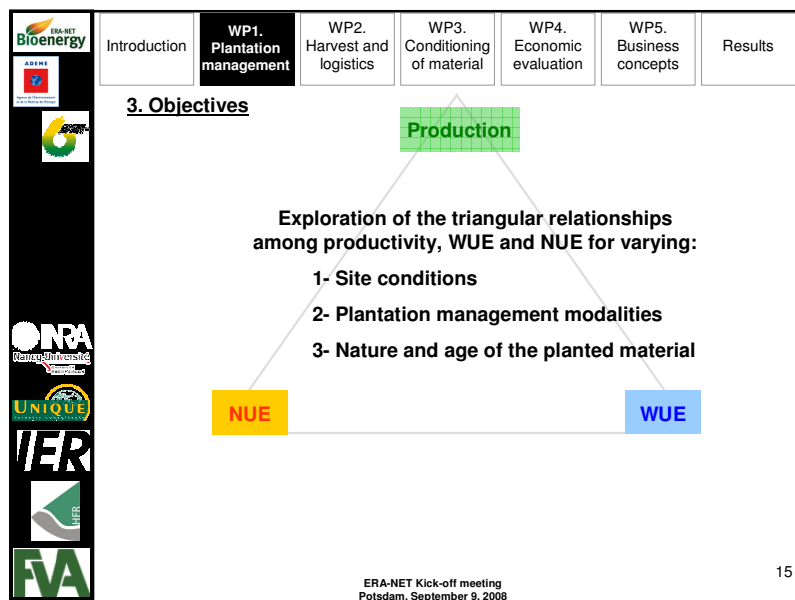 ERA-NET
Bioenergy
ADEME
Introduction
WP1.
Plantation
management
WP2.
Harvest and
logistics
WP3.
Conditioning
of material
WP4.
Economic
evaluation
WP5.
Business
concepts
Results
3. Objectives
Production
Exploration of the triangular relationships
among productivity, WUE and NUE for varying:
1- Site conditions
2- Plantation management modalities
3- Nature and age of the planted material
NUE
WUE
INRA
Nancy-Université
UNIQUE
IER
HFR
FVA
ERA-NET Kick-off meeting
Potsdam, September 9, 2008
15